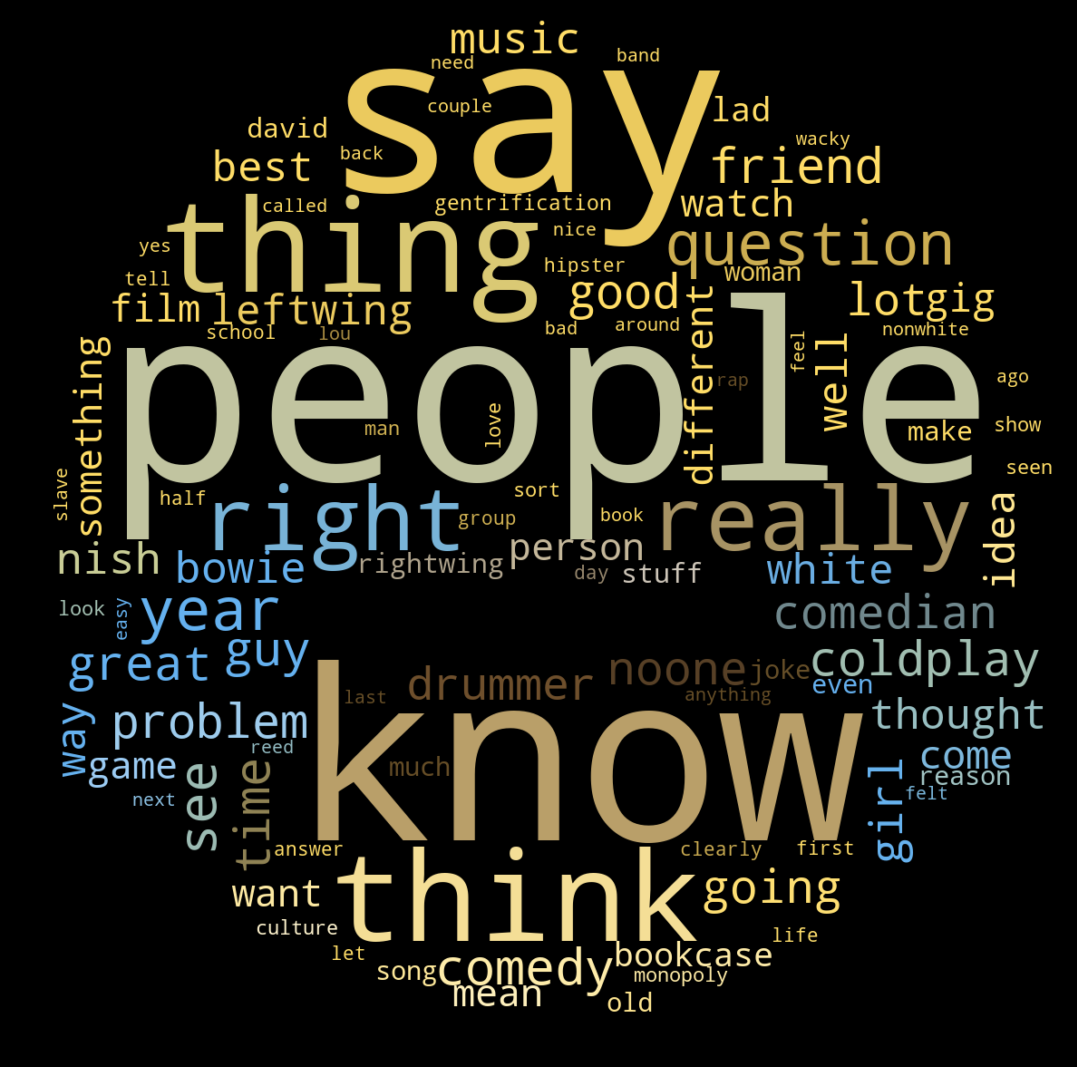 music
band
need
say
couple
lad
david
wacky
back
best
friend
called
gentrification
watch
thing
nice
question
yes
hipster
woman
tell
good
film
leftwing
different
lot
gig
school
lou
bad
around
feel
nonwhite
something
people
well
rap
ago
love
man
make
show
seen
slave
half
sort
right
group
book
really
idea
nish
bowie
rightwing
person
day
stuff
white
look
easy
year
comedian
great
guy
know
drummer
noone
joke
coldplay
last
anything
even
way
problem
thought
reed
come
game
see
time
much
reason
next
girl
felt
answer
think
clearly
first
want
going
culture
life
let
song
comedy
bookcase
monopoly
mean
old